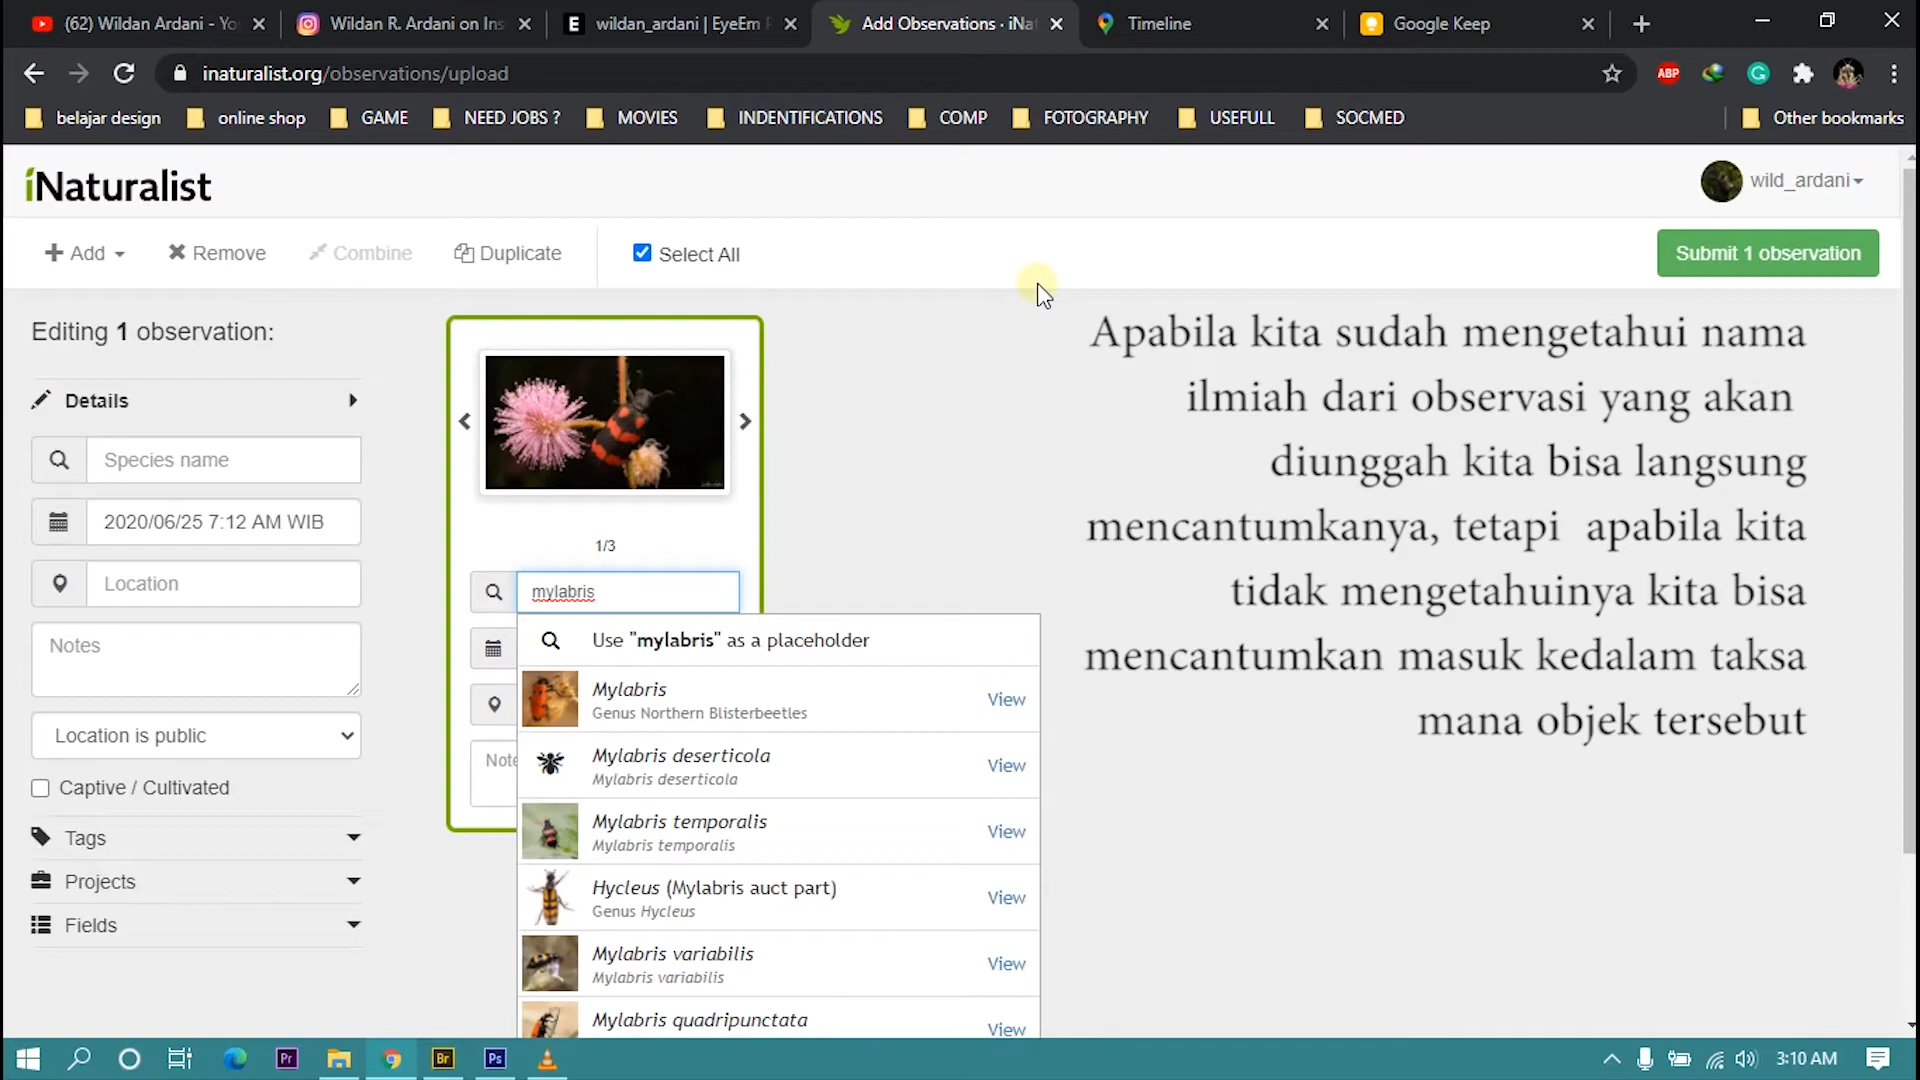 (62) Wildan Ardani - Yo
Wildan R. Ardani on Ins
wildan_ardani | EyeEm P
Add Observations · iNat
Timeline
Google Keep
inaturalist.org/observations/upload
ABP
belajar design
online shop
GAME
NEED JOBS ?
MOVIES
INDENTIFICATIONS
COMP
FOTOGRAPHY
USEFULL
SOCMED
Other bookmarks
iNaturalist
wild_ardani
Add
Remove
Combine
Duplicate
Select All
Submit 1 observation
Editing 1 observation:
Details
Species name
2020/06/25 7:12 AM WIB
Location
Notes
Location is public
Captive / Cultivated
Tags
Projects
Fields
1/3
mylabris
Note
Use "mylabris" as a placeholder
Mylabris
Genus Northern Blisterbeetles
View
Mylabris deserticola
Mylabris deserticola
View
Mylabris temporalis
Mylabris temporalis
View
Hycleus (Mylabris auct part)
Genus Hycleus
View
Mylabris variabilis
Mylabris variabilis
View
Mylabris quadripunctata
View
Apabila kita sudah mengetahui nama
ilmiah dari observasi yang akan
diunggah kita bisa langsung
mencantumkanya, tetapi apabila kita
tidak mengetahuinya kita bisa
mencantumkan masuk kedalam taksa
mana objek tersebut
Pr
Br
Ps
3:10 AM